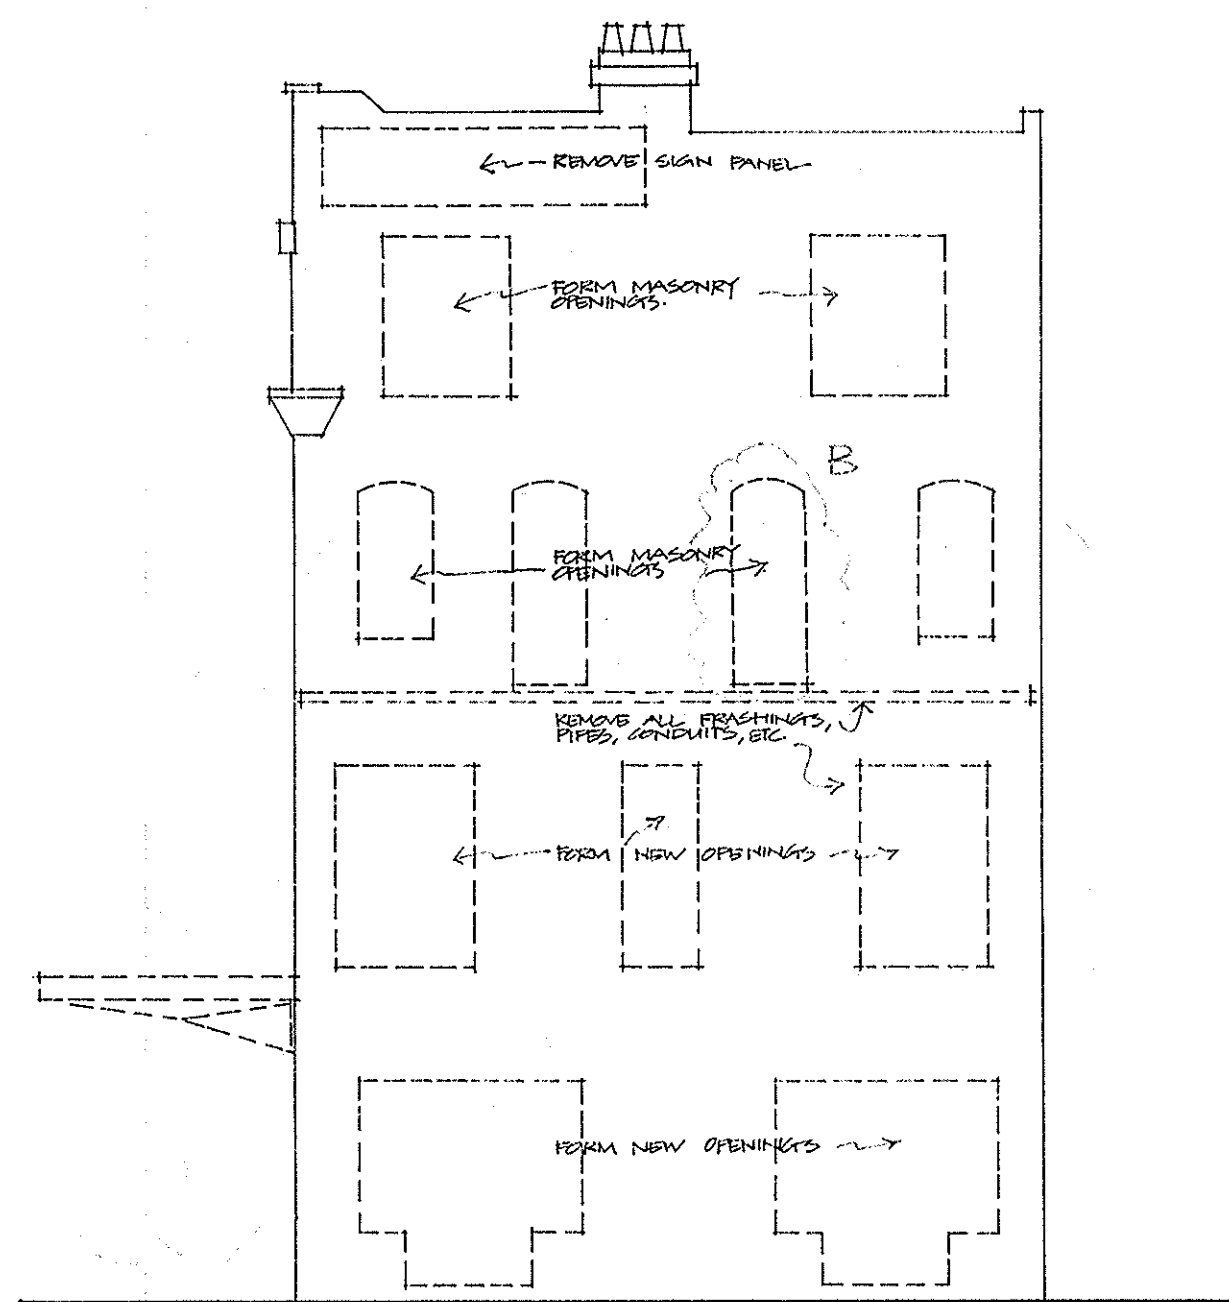 REMOVE SIGN PANEL
FORM MASONRY
OPENINGS.
B
FORM MASONRY
OPENINGS
REMOVE ALL FRASHINGS,
PIPES, CONDUITS, ETC.
FORM NEW OPENINGS
FORM NEW OPENINGS